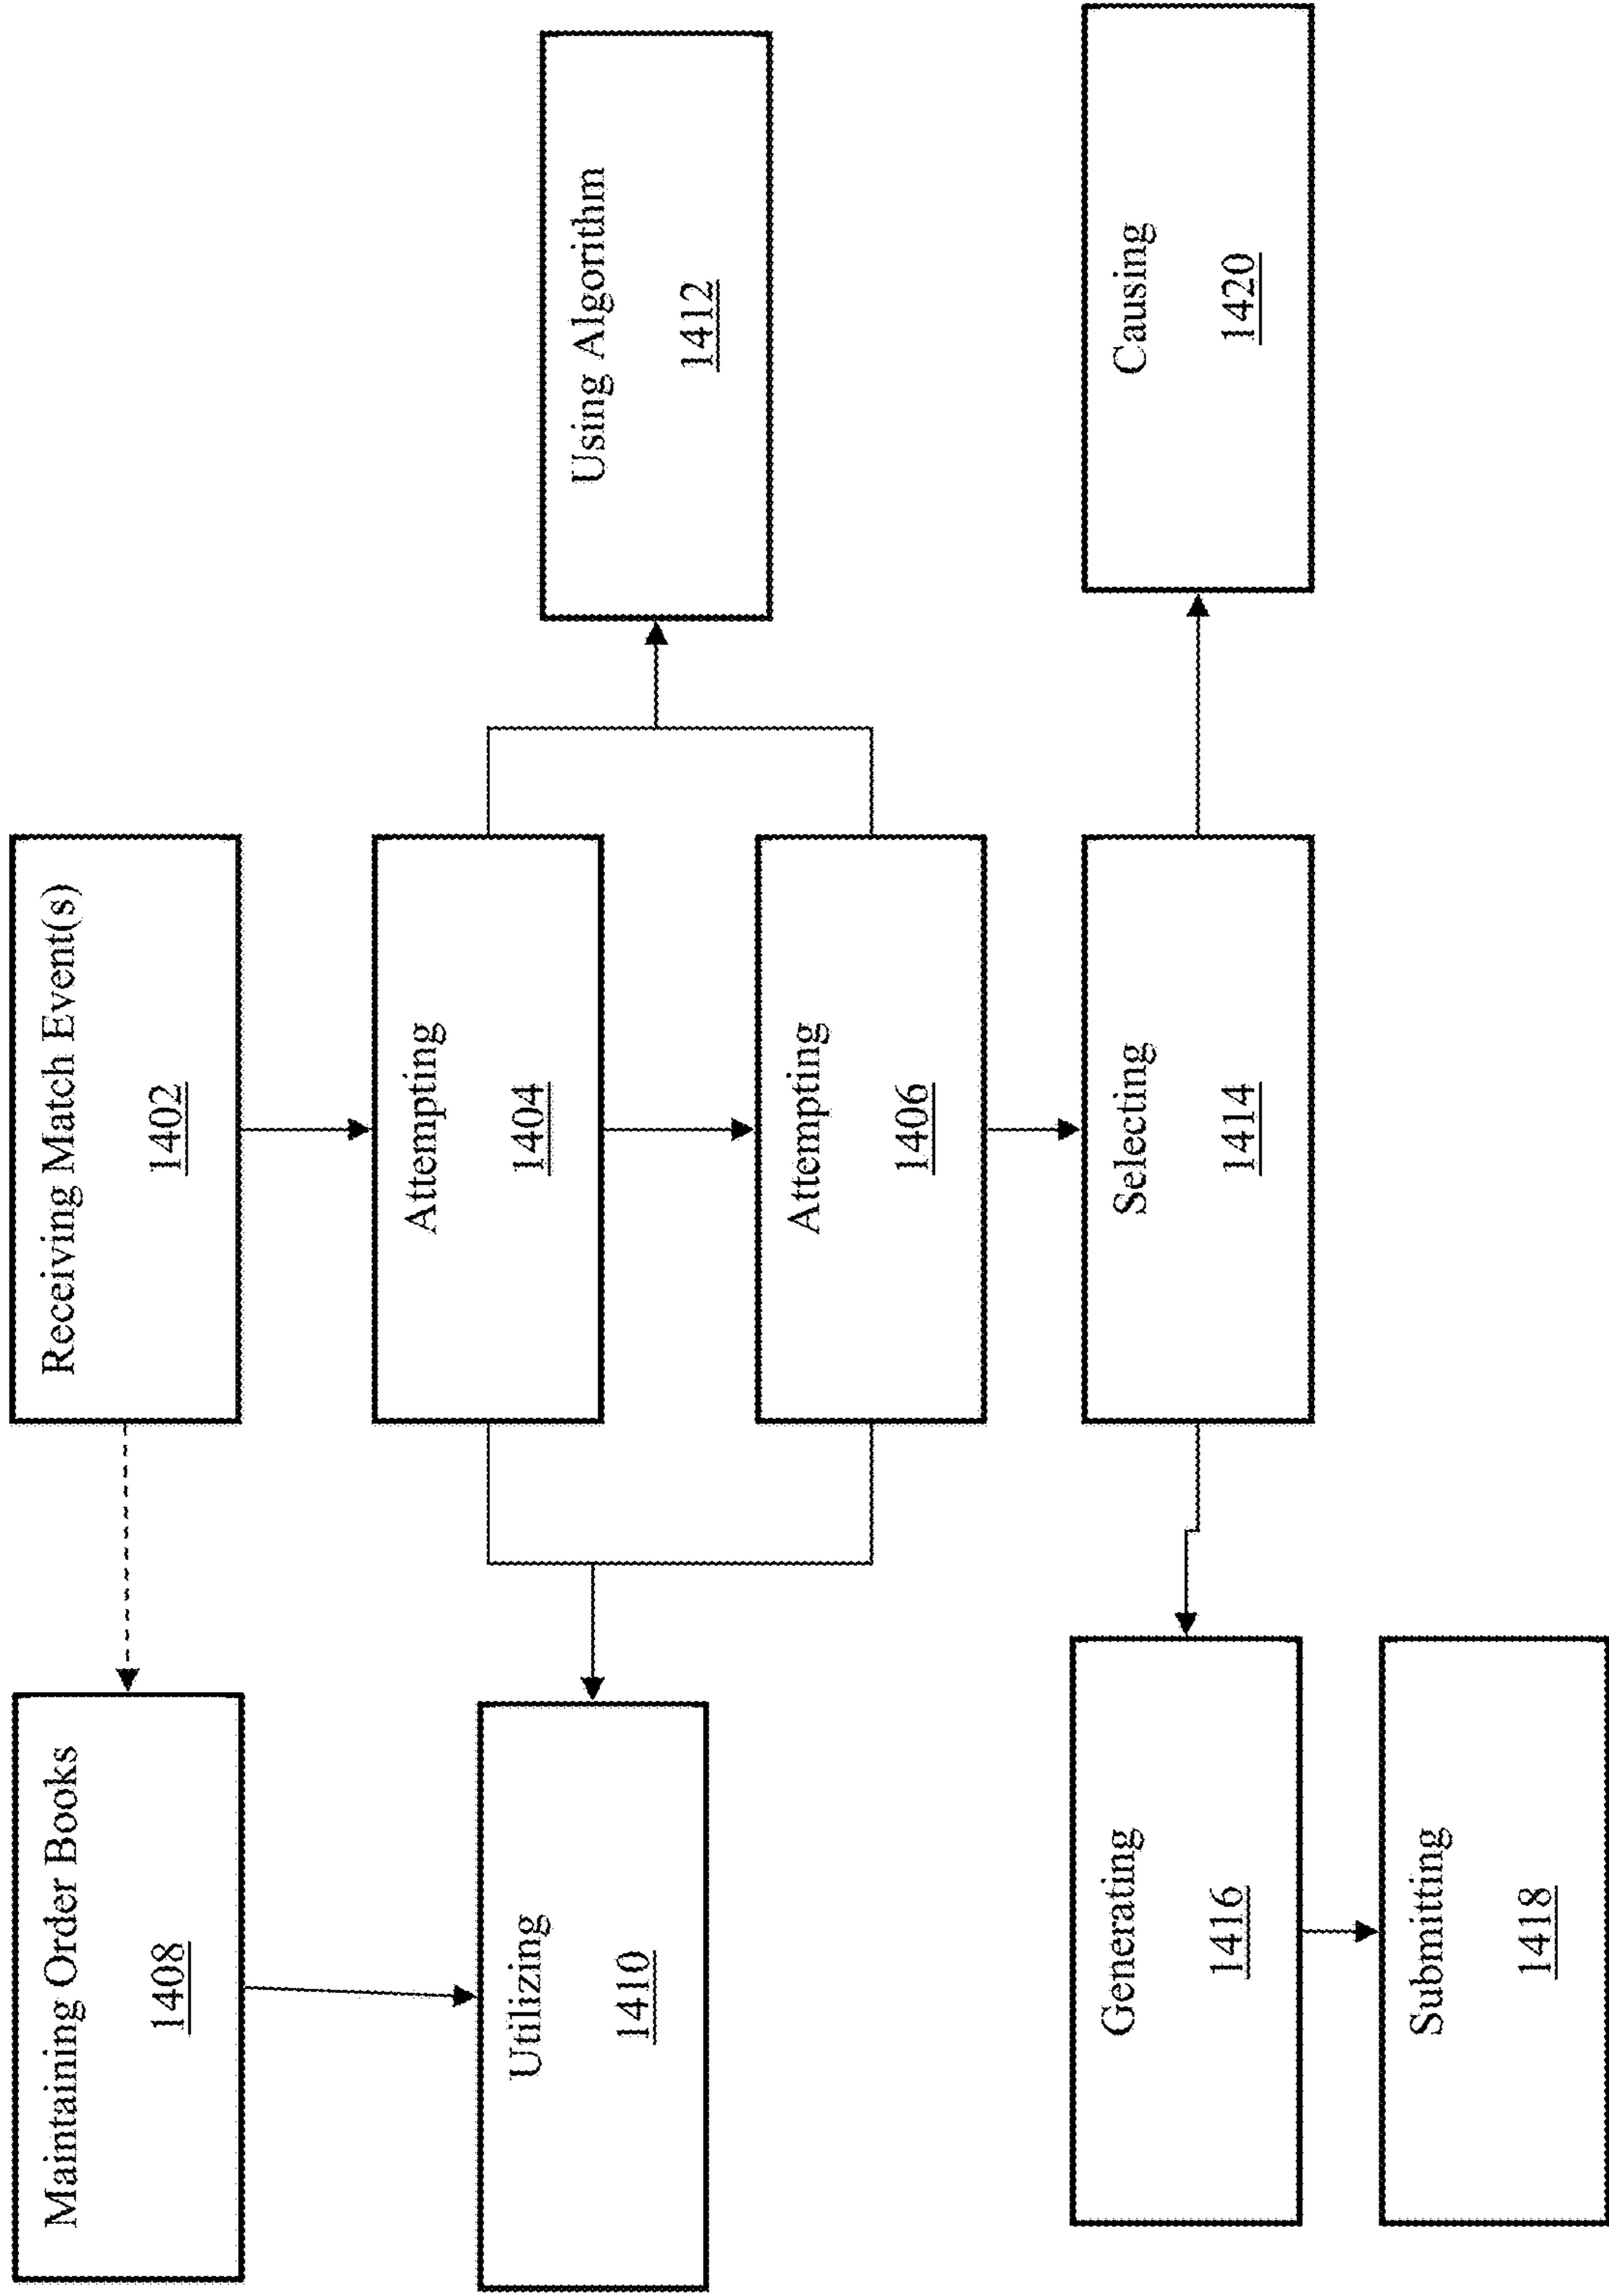 Maintaining Order Books
1408
Receiving Match Event(s)
1402
Attempting
1404
Utilizing
1410
Using Algorithm
1412
Attempting
1406
Generating
1416
Selecting
1414
Causing
1420
Submitting
1418